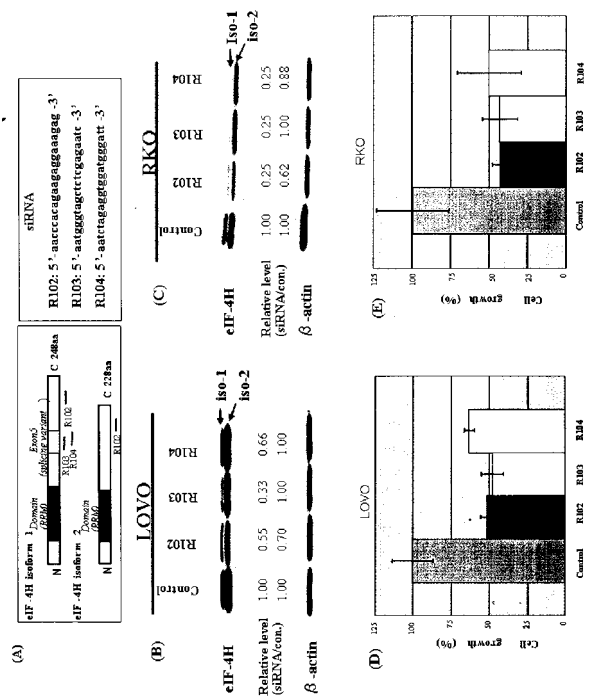 (A)
eIF-4H isoform 1
Domain (RRM)
Exon5 (splicing variant)
N
C 248aa
R103
R104
R102
eIF-4H isoform 2
Domain (RRM)
N
C 228aa
R102
siRNA
R102: 5'-aacccacagaagaggaaagag -3'
R103: 5'-aatgggtagctctcgagaatc -3'
R104: 5'-aatctagaggtggatgggatt -3'
(B)
LOVO
Control
R102
R103
R104
eIF-4H
iso-1
iso-2
Relative level (siRNA/con.)
1.00 0.55 0.33 0.66
1.00 0.70 1.00 1.00
β-actin
(C)
RKO
Control
R102
R103
R104
eIF-4H
Iso-1
iso-2
Relative level (siRNA/con.)
1.00 0.25 0.25 0.25
1.00 0.62 1.00 0.88
β-actin
(D)
LOVO
Cell growth (%)
125
100
75
50
25
0
Control
R102
R103
R104
(E)
RKO
Cell growth (%)
125
100
75
50
25
0
Control
R102
R103
R104